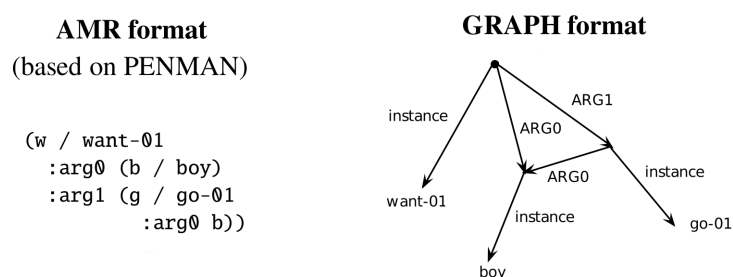 AMR format
(based on PENMAN)
(w / want-01
:arg0 (b / boy)
:arg1 (g / go-01
:arg0 b))
GRAPH format
instance
ARG0
ARG1
ARG0
instance
want-01
instance
go-01
boy